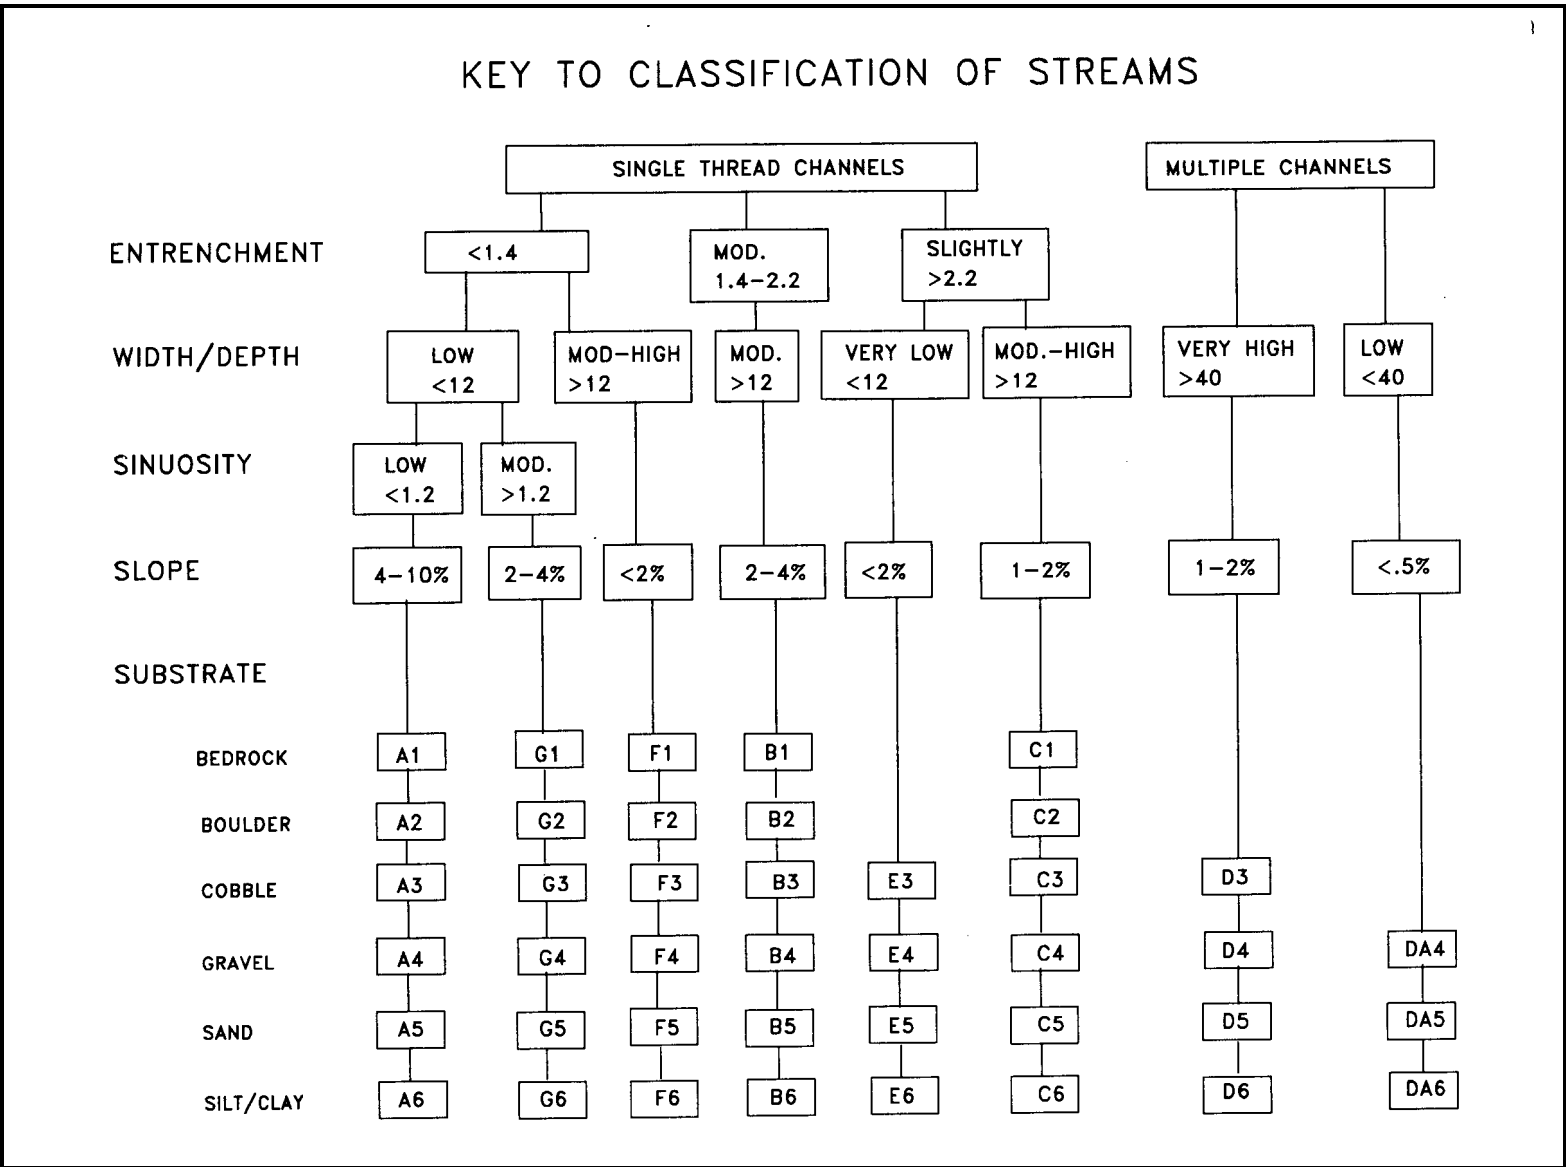 KEY TO CLASSIFICATION OF STREAMS
SINGLE THREAD CHANNELS
MULTIPLE CHANNELS
ENTRENCHMENT
<1.4
MOD.
1.4-2.2
SLIGHTLY
>2.2
WIDTH/DEPTH
LOW
<12
MOD-HIGH
>12
MOD.
>12
VERY LOW
<12
MOD.-HIGH
>12
VERY HIGH
>40
LOW
<40
SINUOSITY
LOW
<1.2
MOD.
>1.2
SLOPE
4-10%
2-4%
<2%
2-4%
<2%
1-2%
1-2%
<.5%
SUBSTRATE
BEDROCK
A1
G1
F1
B1
C1
BOULDER
A2
G2
F2
B2
C2
COBBLE
A3
G3
F3
B3
E3
C3
D3
GRAVEL
A4
G4
F4
B4
E4
C4
D4
DA4
SAND
A5
G5
F5
B5
E5
C5
D5
DA5
SILT/CLAY
A6
G6
F6
B6
E6
C6
D6
DA6